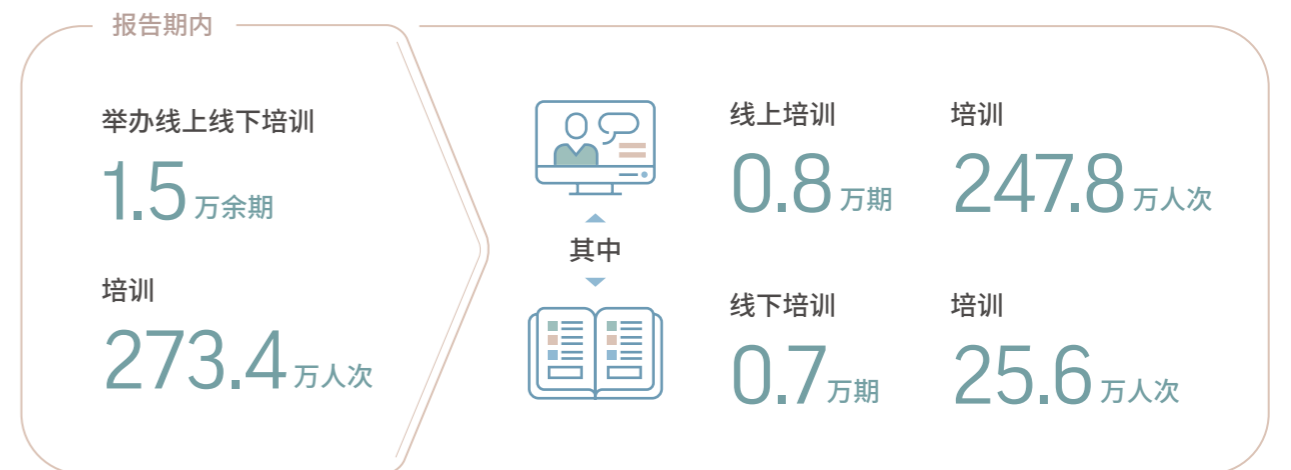 报告期内
举办线上线下培训
1.5 万余期
培训
273.4 万人次
其中
线上培训
0.8 万期
培训
247.8 万人次
线下培训
0.7 万期
培训
25.6 万人次